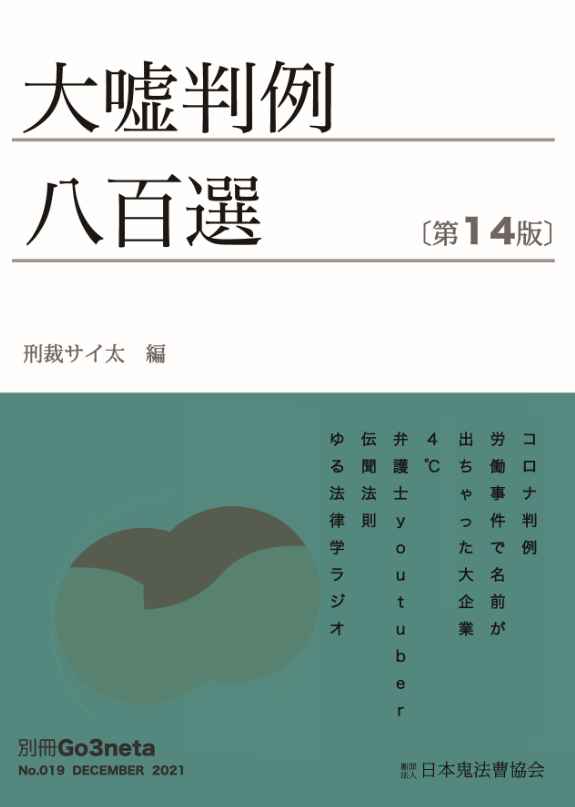 大嘘判例
八百選
〔第14版〕
刑裁サイ太 編
コロナ判例
労働事件で名前が
出ちゃった大企業
4℃
弁護士youtuber
伝聞法則
ゆる法律学ラジオ
別冊Go3neta
No.019 DECEMBER 2021
日本鬼法曹協会